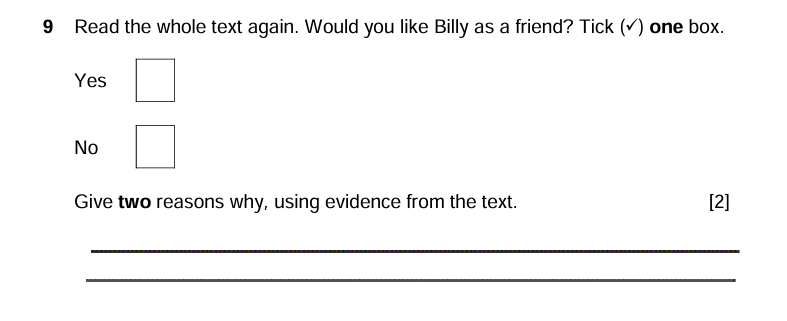 9 Read the whole text again. Would you like Billy as a friend? Tick (✓) one box.
Yes
No
Give two reasons why, using evidence from the text. [2]